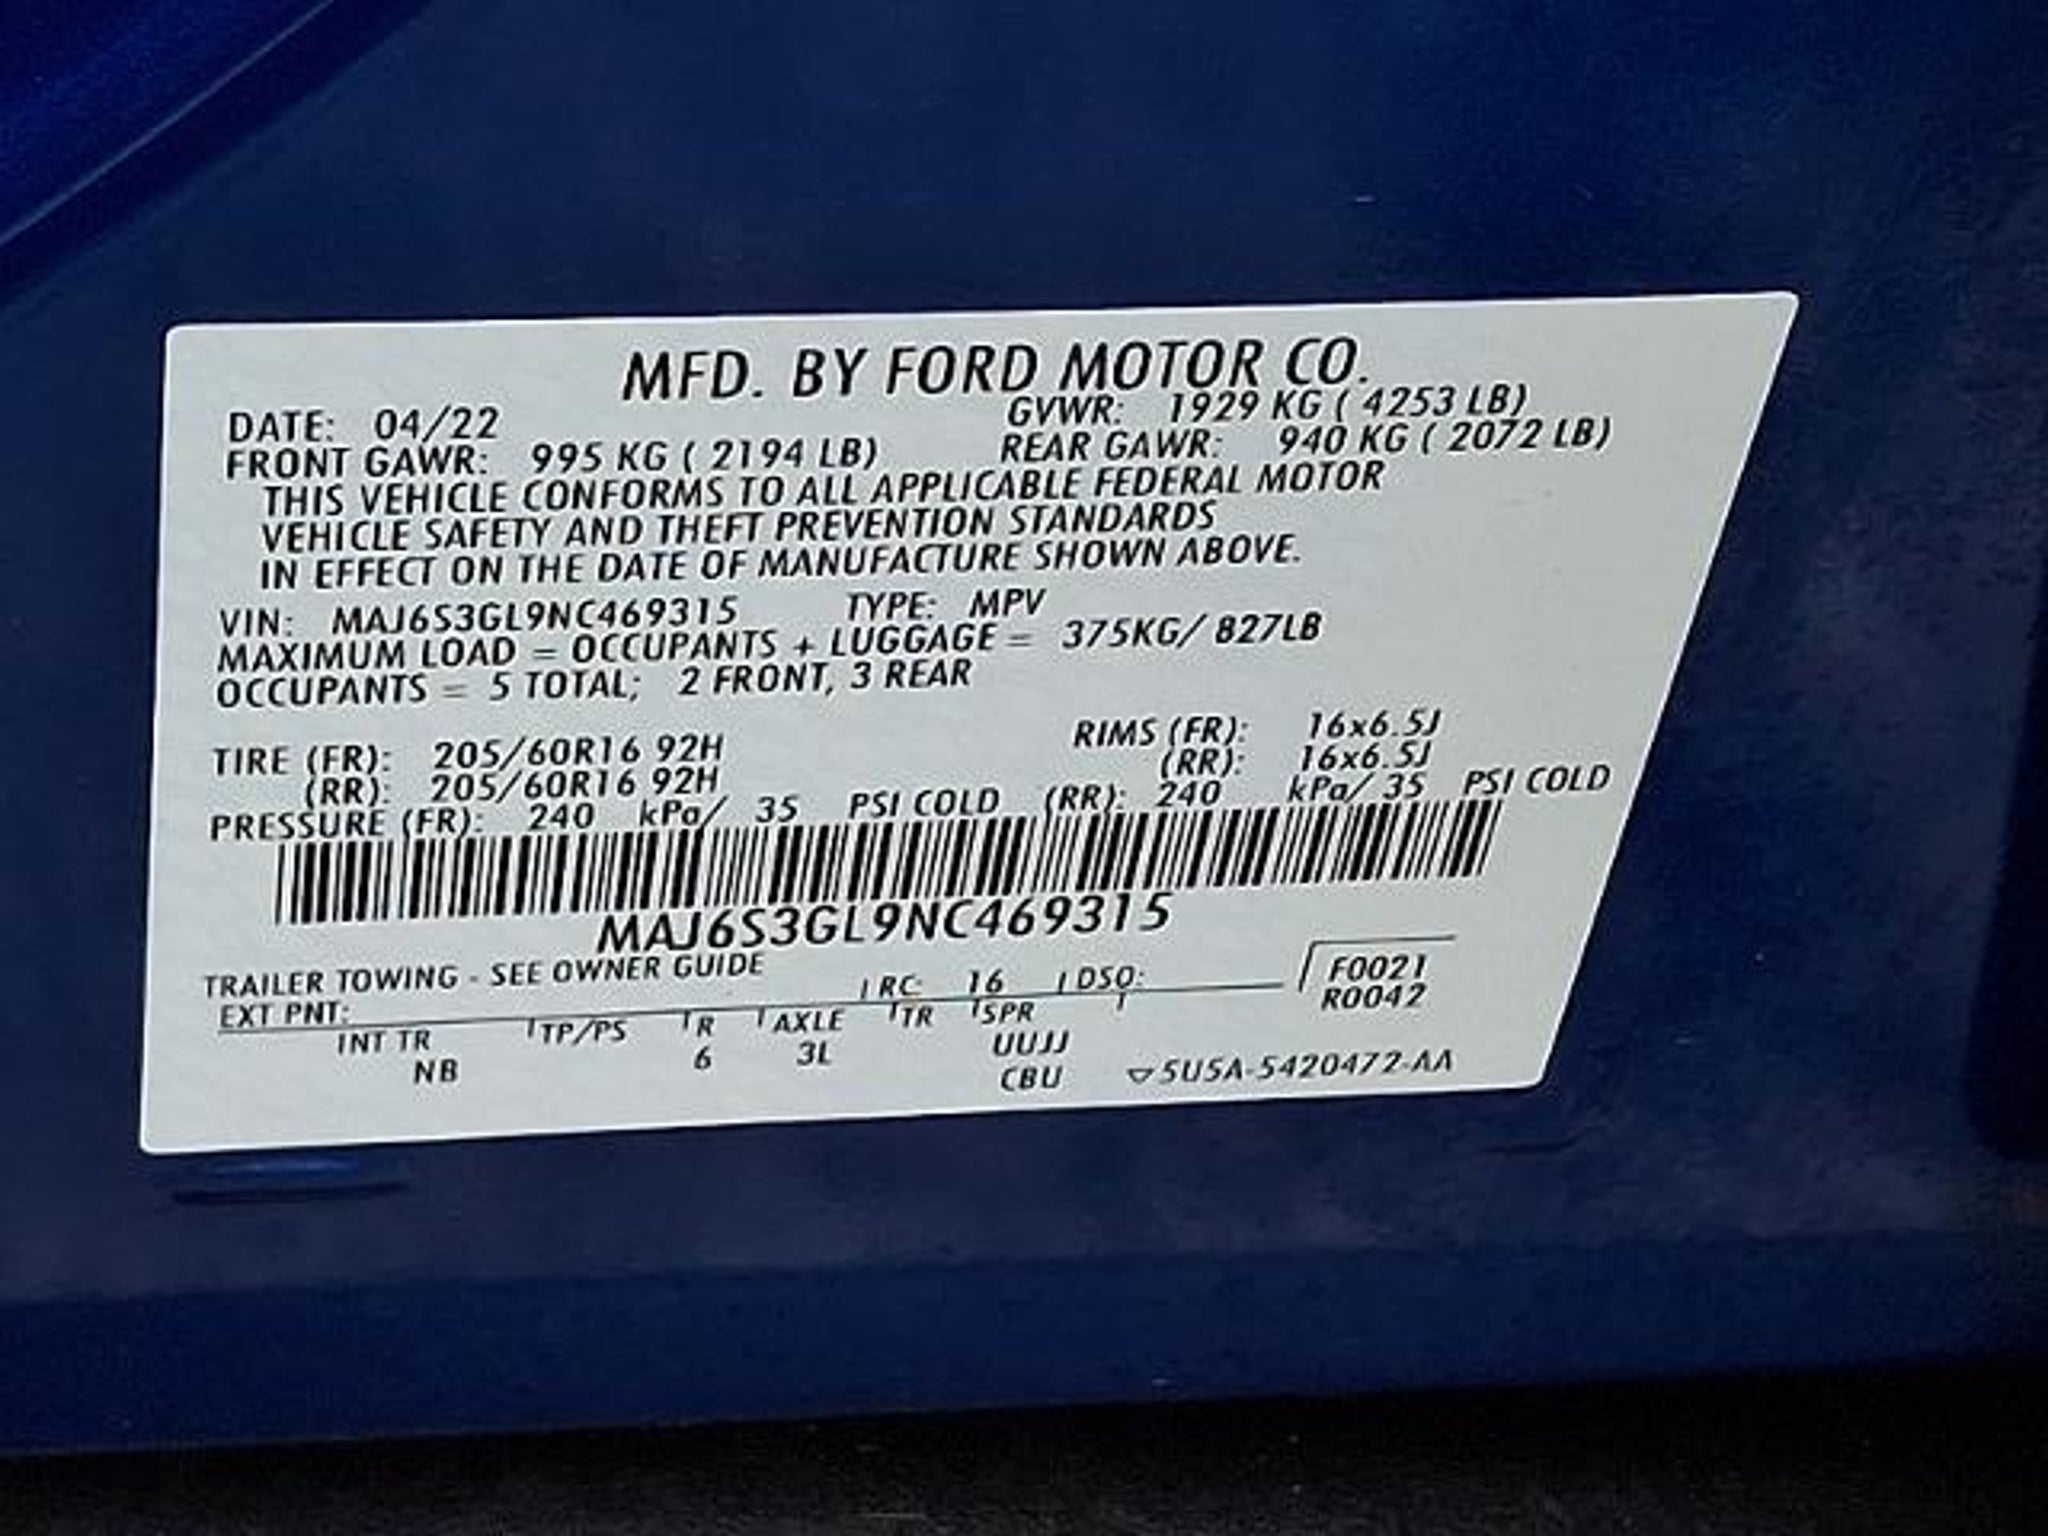 MFD. BY FORD MOTOR CO.
DATE: 04/22 GVWR: 1929 KG ( 4253 LB)
FRONT GAWR: 995 KG ( 2194 LB) REAR GAWR: 940 KG ( 2072 LB)
THIS VEHICLE CONFORMS TO ALL APPLICABLE FEDERAL MOTOR
VEHICLE SAFETY AND THEFT PREVENTION STANDARDS
IN EFFECT ON THE DATE OF MANUFACTURE SHOWN ABOVE.
VIN: MAJ6S3GL9NC469315 TYPE: MPV
MAXIMUM LOAD = OCCUPANTS + LUGGAGE = 375KG/ 827LB
OCCUPANTS = 5 TOTAL; 2 FRONT, 3 REAR
TIRE (FR): 205/60R16 92H RIMS (FR): 16x6.5J
(RR): 205/60R16 92H (RR): 16x6.5J
PRESSURE (FR): 240 kPa/ 35 PSI COLD (RR): 240 kPa/ 35 PSI COLD
MAJ6S3GL9NC469315
TRAILER TOWING - SEE OWNER GUIDE
EXT PNT: RC: 16 DSO: F0021
R0042
INT TR TP/PS R AXLE TR SPR
NB 6 3L UUJJ
CBU 5U5A-5420472-AA